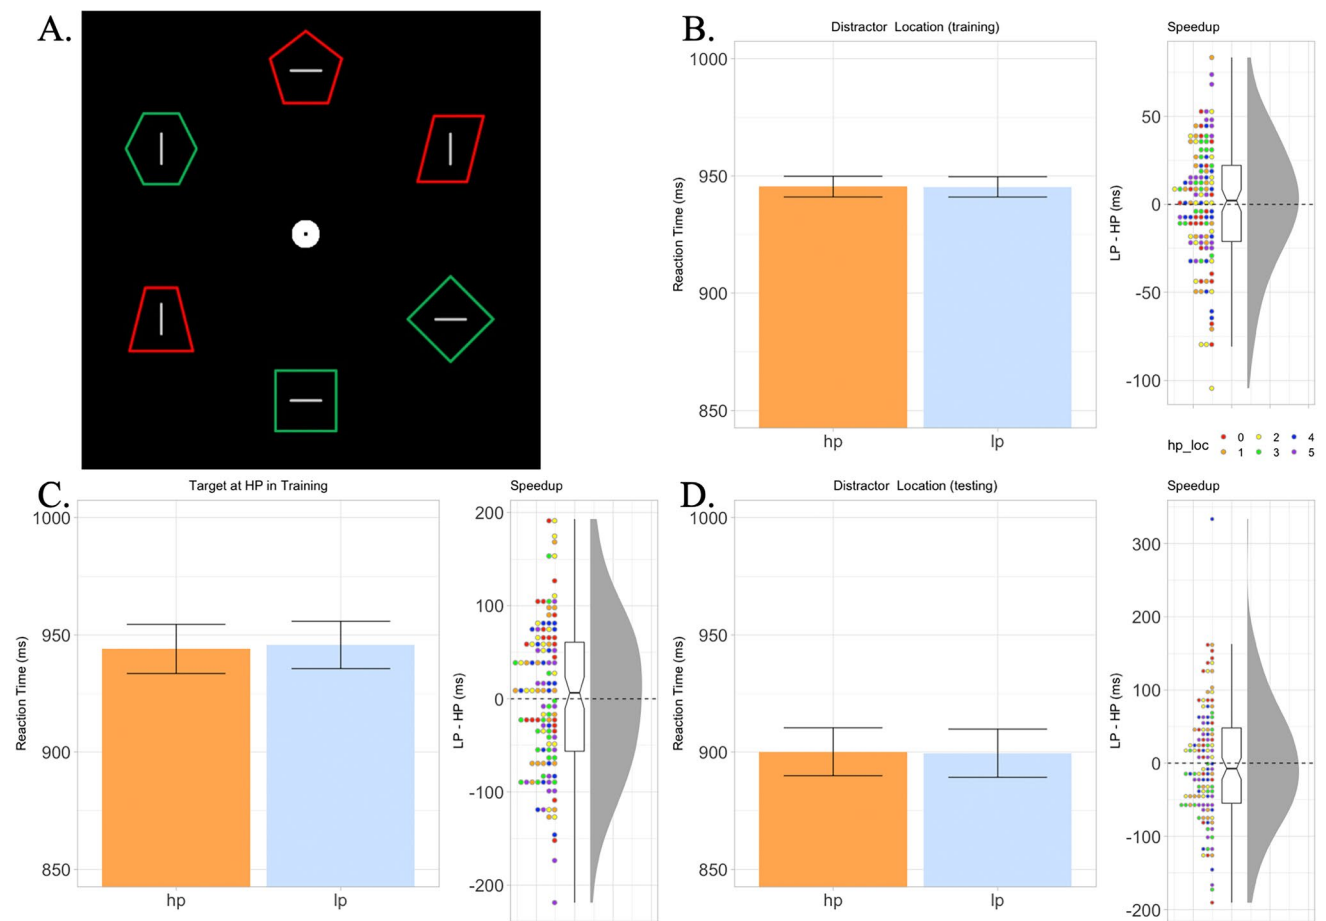 A.
B.
Distractor Location (training)
Speedup
1000
950
900
850
Reaction Time (ms)
hp
lp
50
0
-50
-100
LP - HP (ms)
hp_loc
0 2 4
1 3 5
C.
Target at HP in Training
Speedup
1000
950
900
850
Reaction Time (ms)
hp
lp
200
100
0
-100
-200
LP - HP (ms)
D.
Distractor Location (testing)
Speedup
1000
950
900
850
Reaction Time (ms)
hp
lp
300
200
100
0
-100
-200
LP - HP (ms)